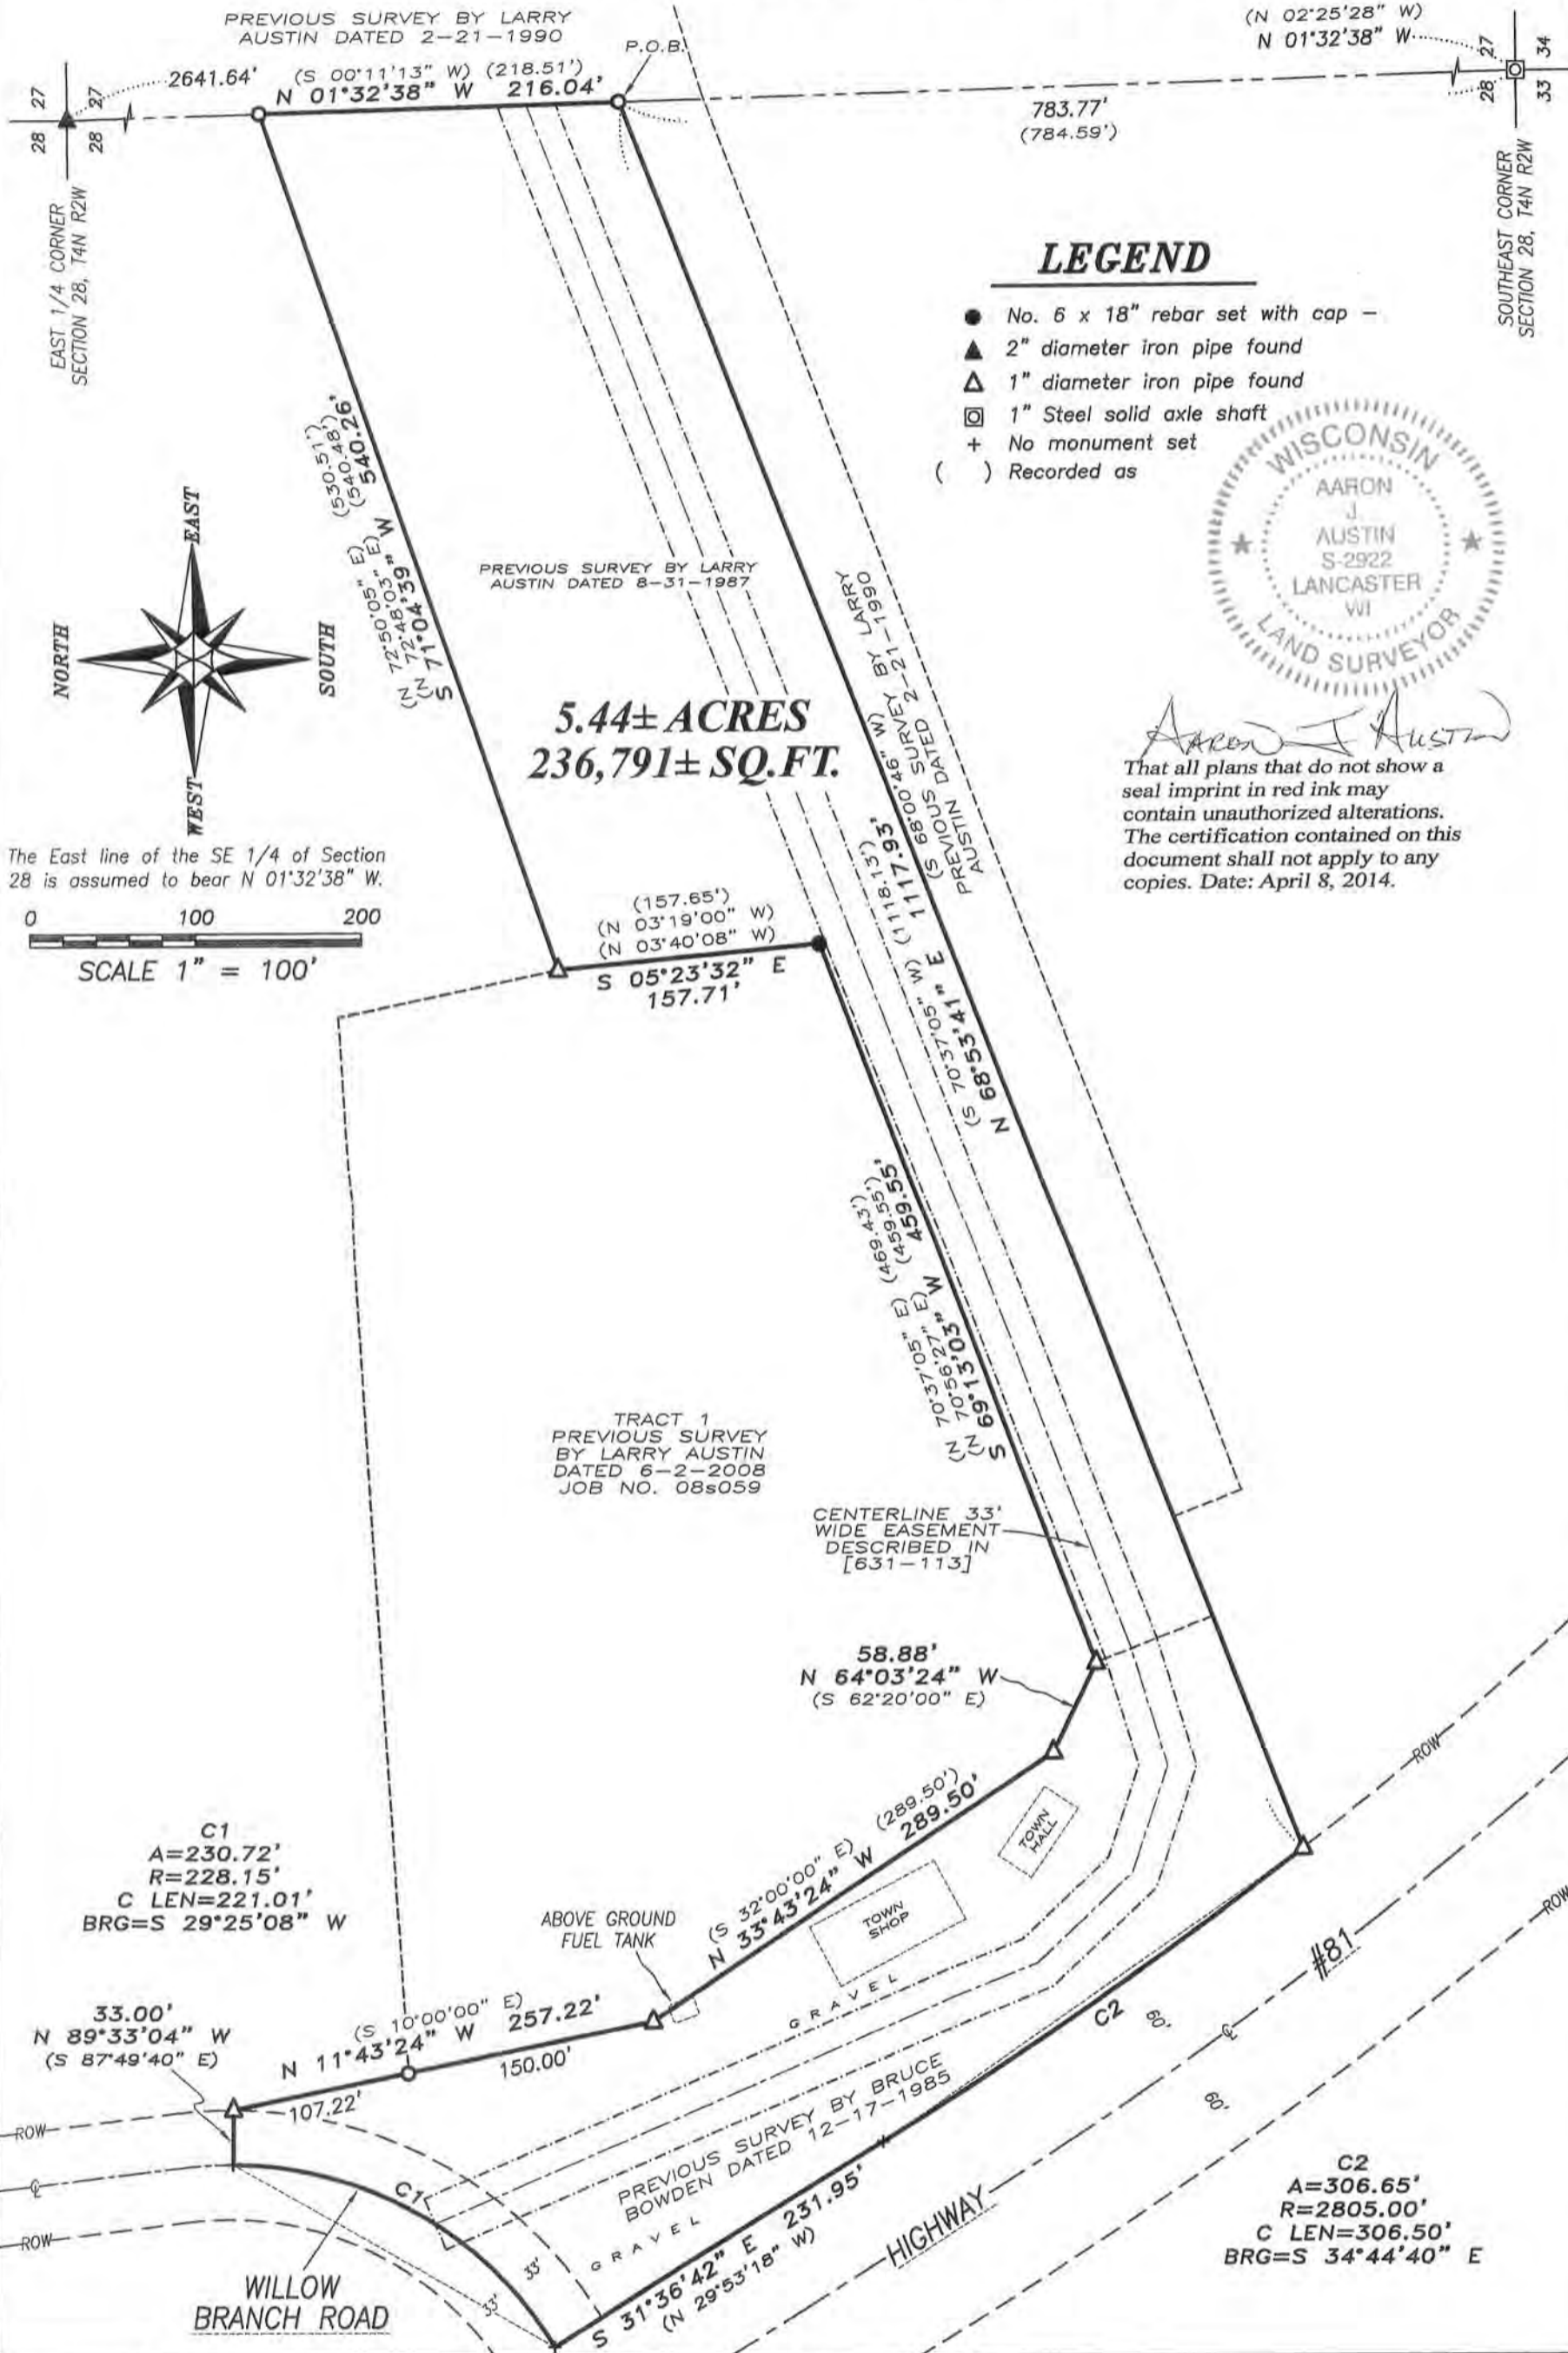 PREVIOUS SURVEY BY LARRY
AUSTIN DATED 2-21-1990
P.O.B.
(N 02°25'28" W)
N 01°32'38" W
27
34
28
33
27
27
28
28
2641.64'
(S 00°11'13" W) (218.51')
N 01°32'38" W 216.04'
783.77'
(784.59')
EAST 1/4 CORNER
SECTION 28, T4N R2W
SOUTHEAST CORNER
SECTION 28, T4N R2W
LEGEND
No. 6 x 18" rebar set with cap -
2" diameter iron pipe found
1" diameter iron pipe found
1" Steel solid axle shaft
+ No monument set
( ) Recorded as
WISCONSIN
AARON
J.
AUSTIN
S-2922
LANCASTER
WI
LAND SURVEYOR
Aaron J Austin
That all plans that do not show a
seal imprint in red ink may
contain unauthorized alterations.
The certification contained on this
document shall not apply to any
copies. Date: April 8, 2014.
(N 72°50'05" E) (530.51')
(N 72°48'03" E) (540.48')
S 71°04'39" W 540.26'
EAST
NORTH
SOUTH
WEST
PREVIOUS SURVEY BY LARRY
AUSTIN DATED 8-31-1987
5.44± ACRES
236,791± SQ.FT.
The East line of the SE 1/4 of Section
28 is assumed to bear N 01°32'38" W.
0 100 200
SCALE 1" = 100'
PREVIOUS SURVEY BY LARRY
AUSTIN DATED 2-21-1990
(S 68°00'46" W)
(S 70°37'05" W) (1118.13')
N 68°53'41" E 1117.93'
(157.65')
(N 03°19'00" W)
(N 03°40'08" W)
S 05°23'32" E
157.71'
(N 70°37'05" E) (469.43')
(N 70°56'27" E) (459.55')
S 69°13'03" W 459.55'
TRACT 1
PREVIOUS SURVEY
BY LARRY AUSTIN
DATED 6-2-2008
JOB NO. 08s059
CENTERLINE 33'
WIDE EASEMENT
DESCRIBED IN
[631-113]
58.88'
N 64°03'24" W
(S 62°20'00" E)
(S 32°00'00" E) (289.50')
N 33°43'24" W 289.50'
TOWN
HALL
TOWN
SHOP
ABOVE GROUND
FUEL TANK
C1
A=230.72'
R=228.15'
C LEN=221.01'
BRG=S 29°25'08" W
33.00'
N 89°33'04" W
(S 87°49'40" E)
(S 10°00'00" E)
N 11°43'24" W 257.22'
150.00'
107.22'
GRAVEL
C2
60'
60'
ROW
ROW
#81
HIGHWAY
PREVIOUS SURVEY BY BRUCE
BOWDEN DATED 12-17-1985
GRAVEL
S 31°36'42" E 231.95'
(N 29°53'18" W)
C1
33'
33'
ROW
ROW
WILLOW
BRANCH ROAD
C2
A=306.65'
R=2805.00'
C LEN=306.50'
BRG=S 34°44'40" E